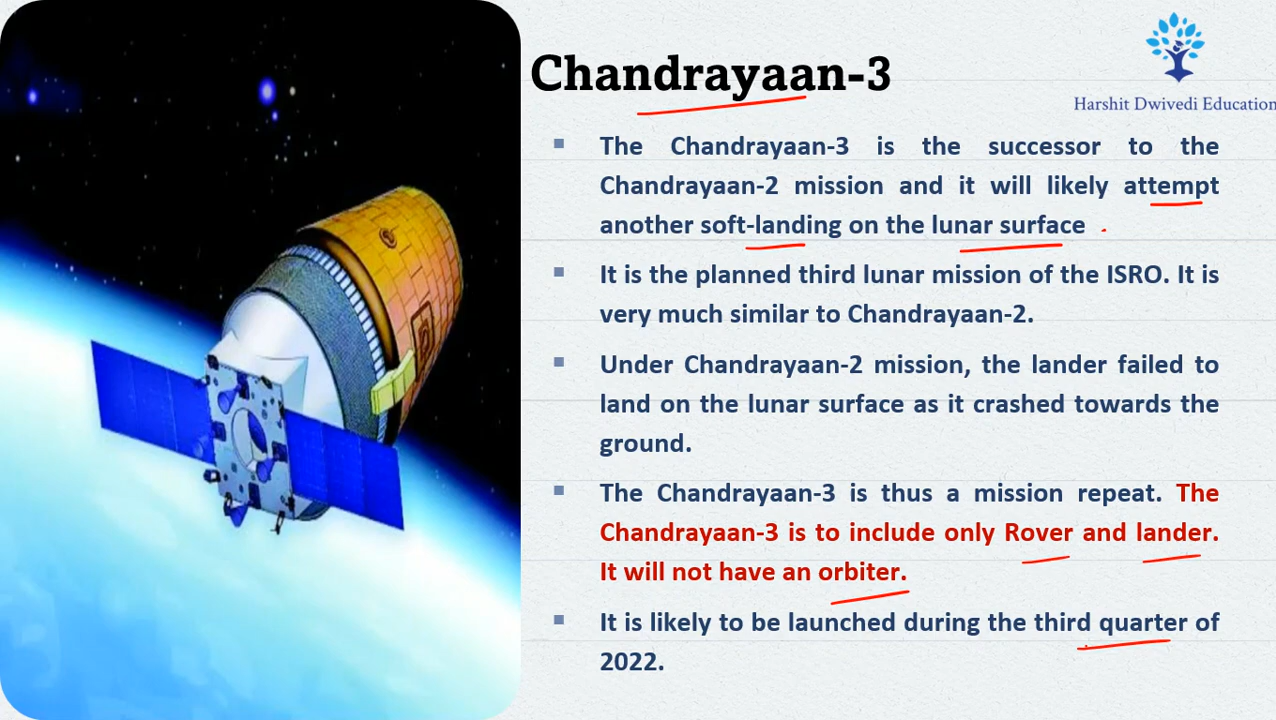 Chandrayaan-3
Harshit Dwivedi Education
The Chandrayaan-3 is the successor to the
Chandrayaan-2 mission and it will likely attempt
another soft-landing on the lunar surface
It is the planned third lunar mission of the ISRO. It is
very much similar to Chandrayaan-2.
Under Chandrayaan-2 mission, the lander failed to
land on the lunar surface as it crashed towards the
ground.
The Chandrayaan-3 is thus a mission repeat. The
Chandrayaan-3 is to include only Rover and lander.
It will not have an orbiter.
It is likely to be launched during the third quarter of
2022.